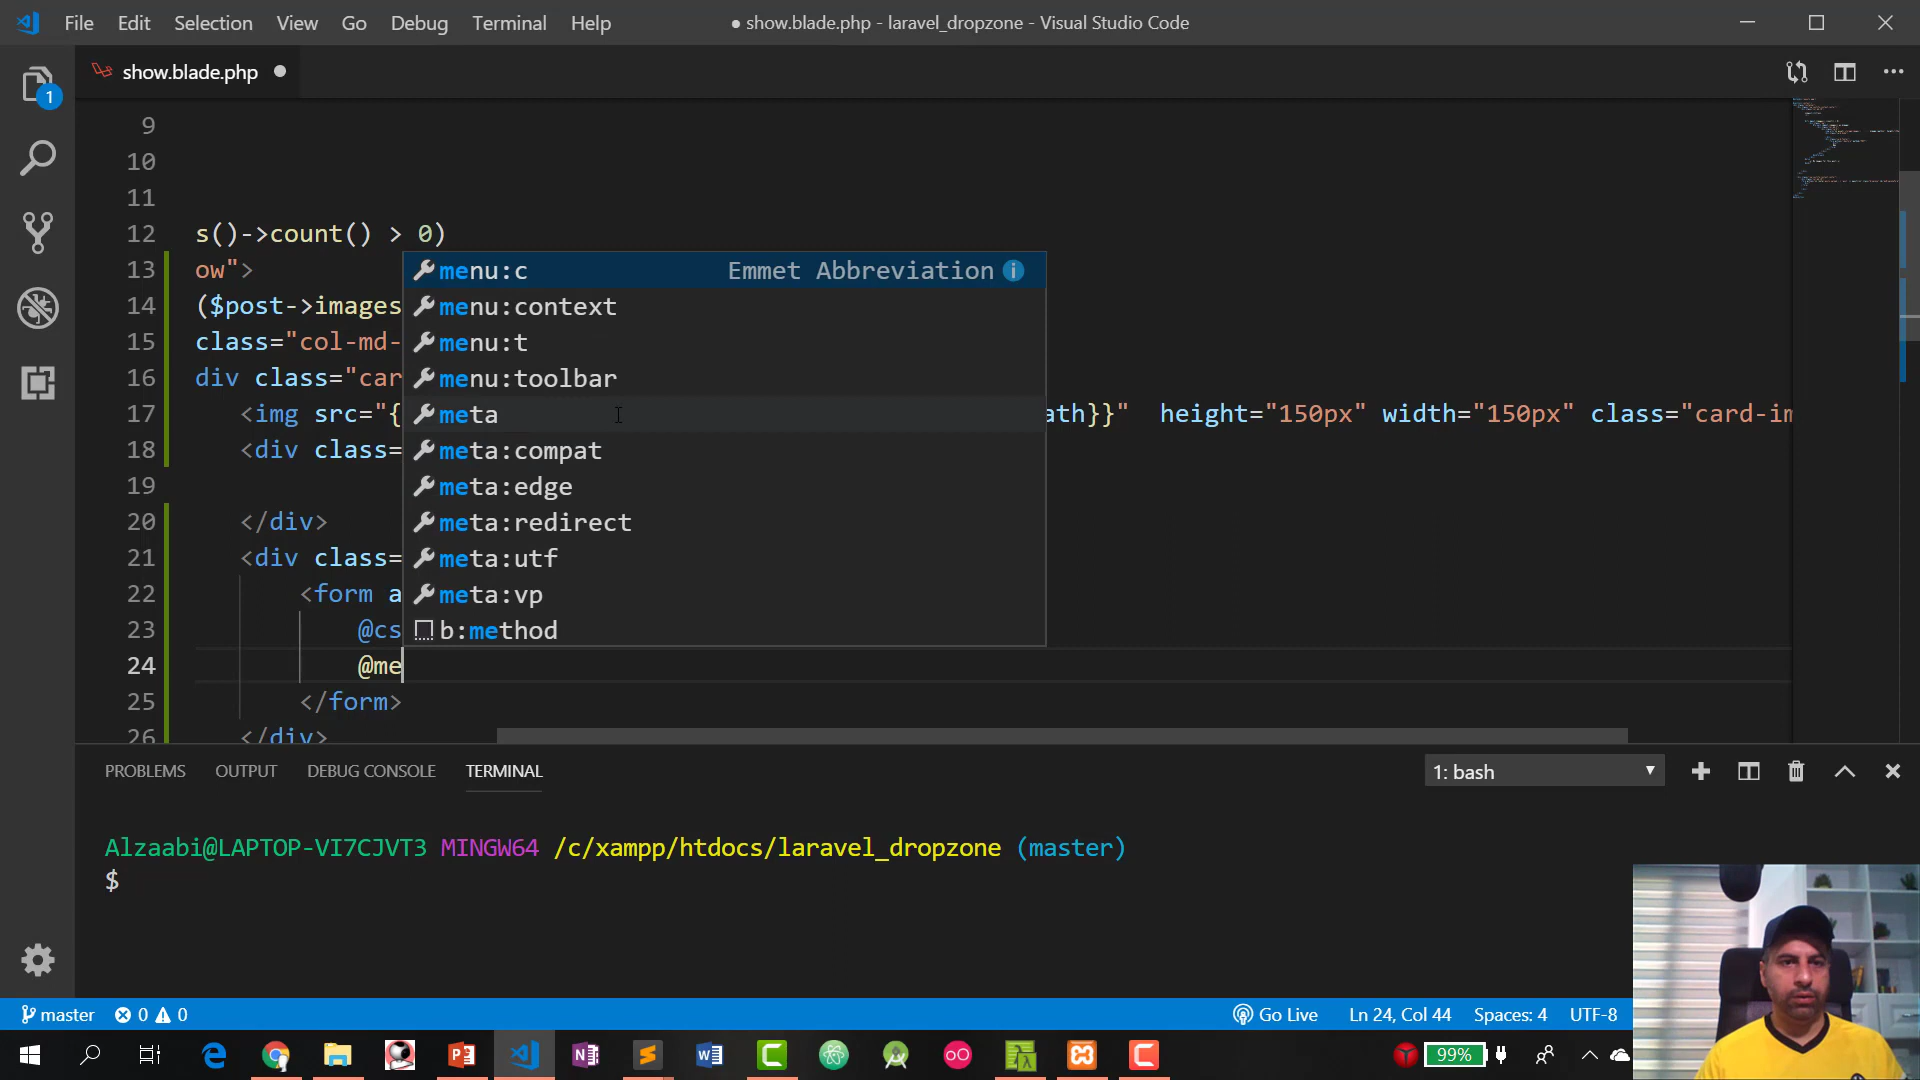 File Edit Selection View Go Debug Terminal Help
● show.blade.php - laravel_dropzone - Visual Studio Code
show.blade.php ●
1
9
10
11
12 s()->count() > 0)
13 ow">
14 ($post->images
15 class="col-md-
16 div class="car
17 <img src="{ ath}}" height="150px" width="150px" class="card-im
18 <div class=
19
20 </div>
21 <div class=
22 <form a
23 @cs
24 @me
25 </form>
26 </div>
menu:c Emmet Abbreviation
menu:context
menu:t
menu:toolbar
meta
meta:compat
meta:edge
meta:redirect
meta:utf
meta:vp
b:method
PROBLEMS OUTPUT DEBUG CONSOLE TERMINAL
1: bash
Alzaabi@LAPTOP-VI7CJVT3 MINGW64 /c/xampp/htdocs/laravel_dropzone (master)
$
master 0 0 Go Live Ln 24, Col 44 Spaces: 4 UTF-8
99%